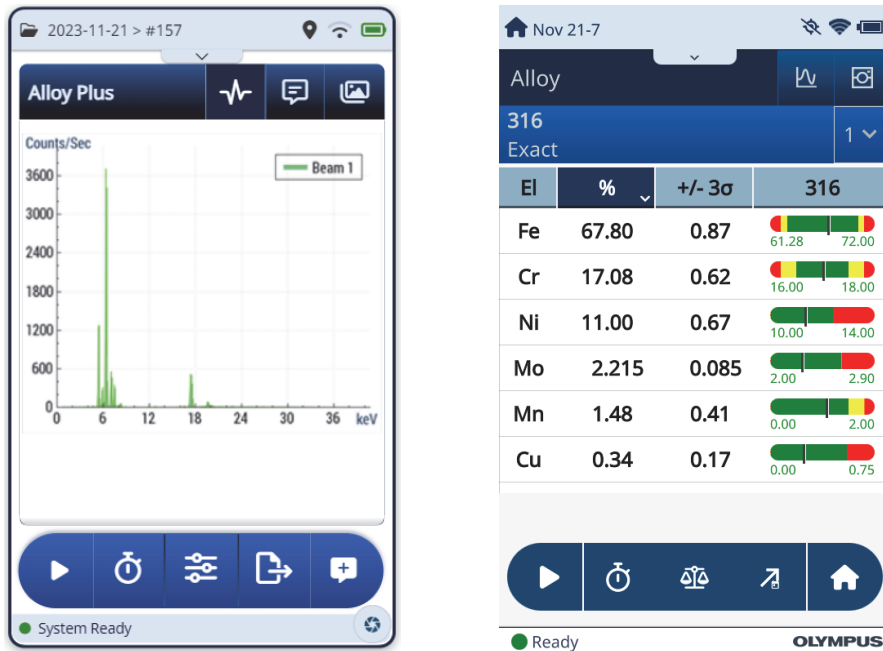 2023-11-21 > #157
Alloy Plus
Counts/Sec
Beam 1
3600
3000
2400
1800
1200
600
0
0 6 12 18 24 30 36 keV
System Ready
Nov 21-7
Alloy
316
Exact
1
El % +/- 3σ 316
Fe 67.80 0.87 61.28 72.00
Cr 17.08 0.62 16.00 18.00
Ni 11.00 0.67 10.00 14.00
Mo 2.215 0.085 2.00 2.90
Mn 1.48 0.41 0.00 2.00
Cu 0.34 0.17 0.00 0.75
Ready OLYMPUS